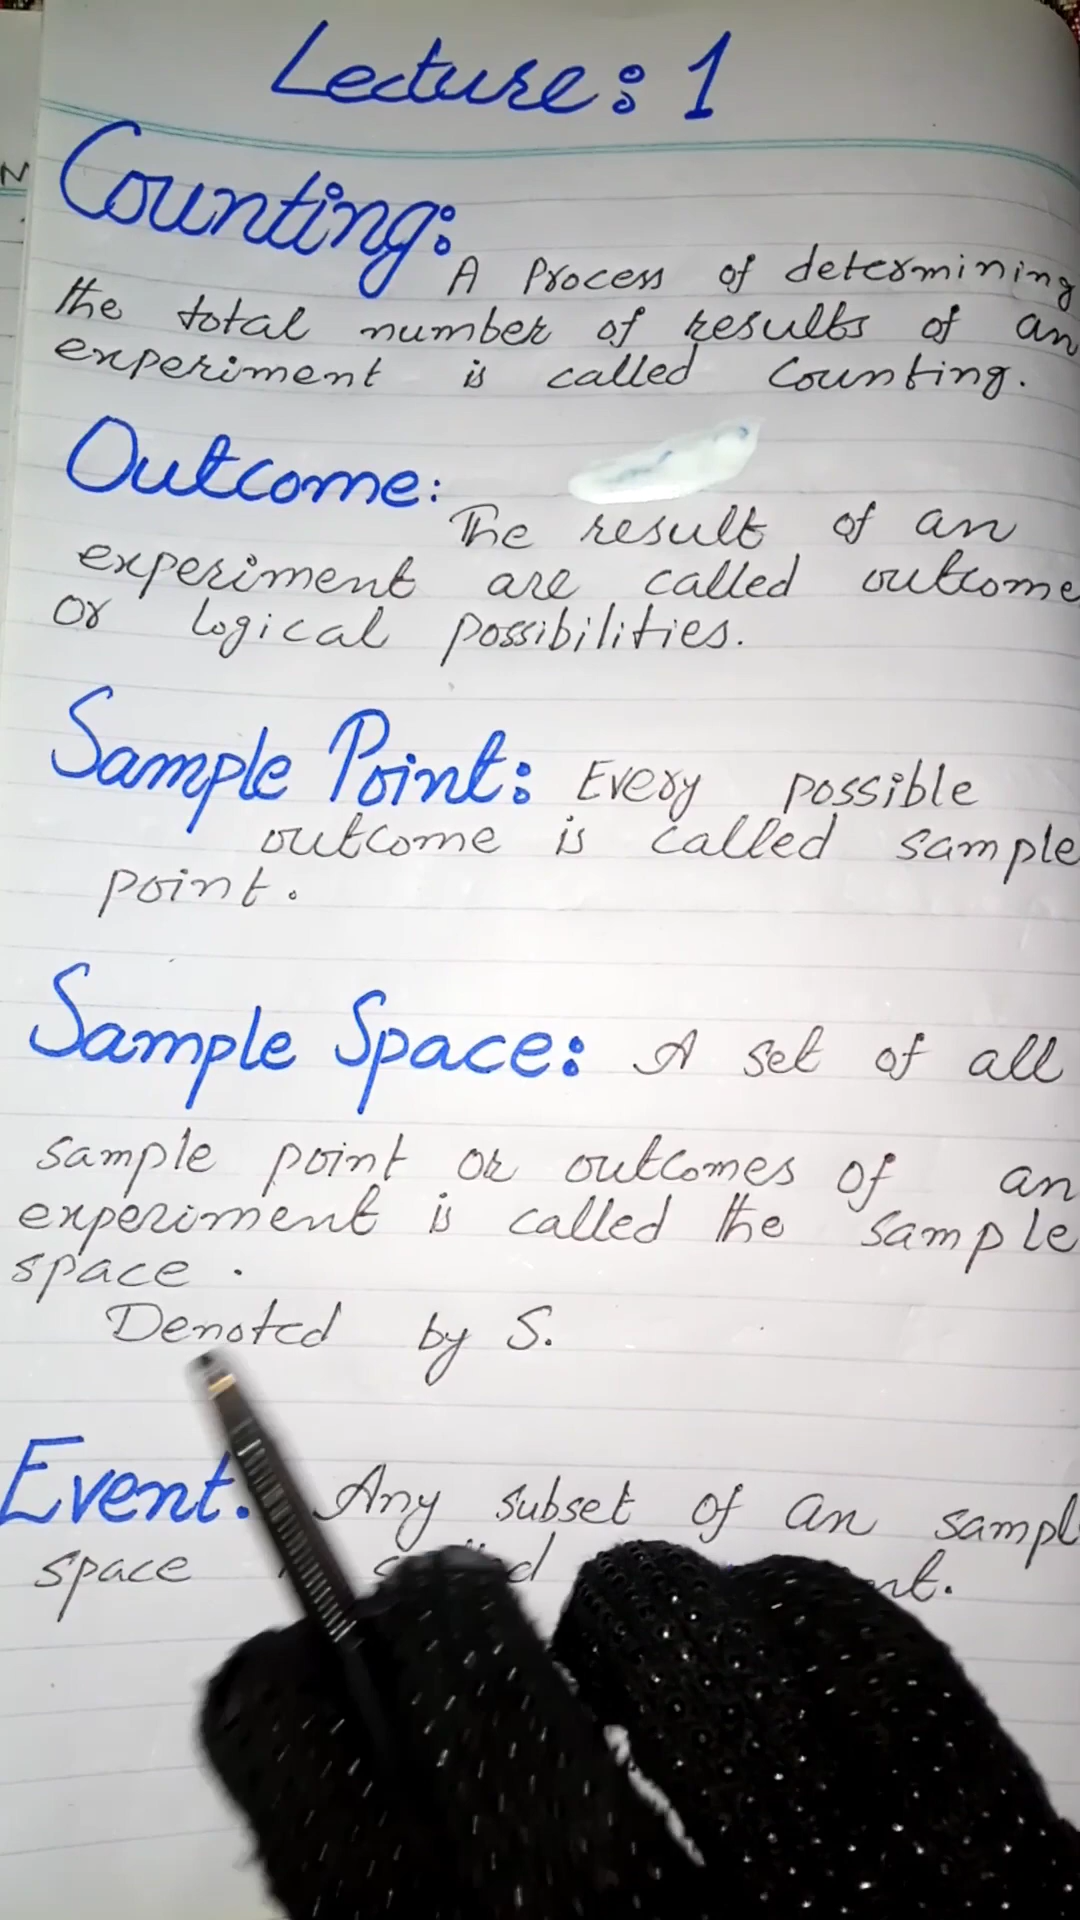 Lecture: 1
Counting:
A Process of determining
the total number of results of an
experiment is called Counting.
Outcome:
The result of an
experiment are called outcome
or logical possibilities.
Sample Point: Every possible
outcome is called sample
point.
Sample Space: A set of all
sample point or outcomes of an
experiment is called the sample
space.
Denoted by S.
Event. Any subset of an sampl
space